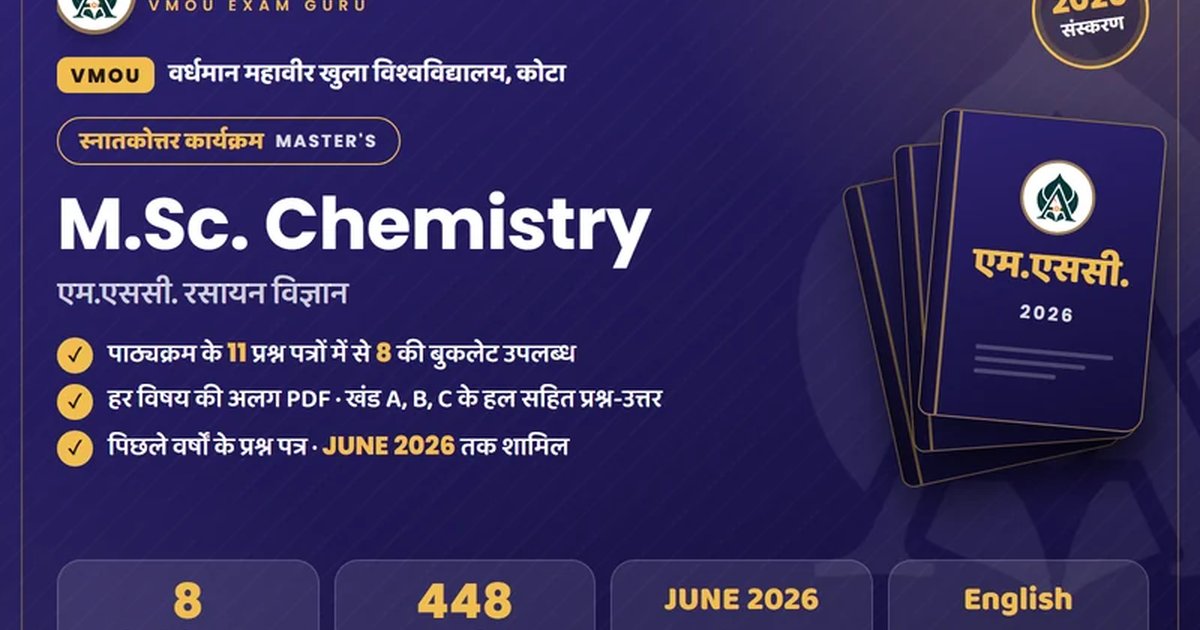 VMOU EXAM GURU
संस्करण
VMOU वर्धमान महावीर खुला विश्वविद्यालय, कोटा
स्नातकोत्तर कार्यक्रम MASTER'S
M.Sc. Chemistry
एम.एससी. रसायन विज्ञान
पाठ्यक्रम के 11 प्रश्न पत्रों में से 8 की बुकलेट उपलब्ध
हर विषय की अलग PDF · खंड A, B, C के हल सहित प्रश्न-उत्तर
पिछले वर्षों के प्रश्न पत्र · JUNE 2026 तक शामिल
एम.एससी.
2026
8
448
JUNE 2026
English